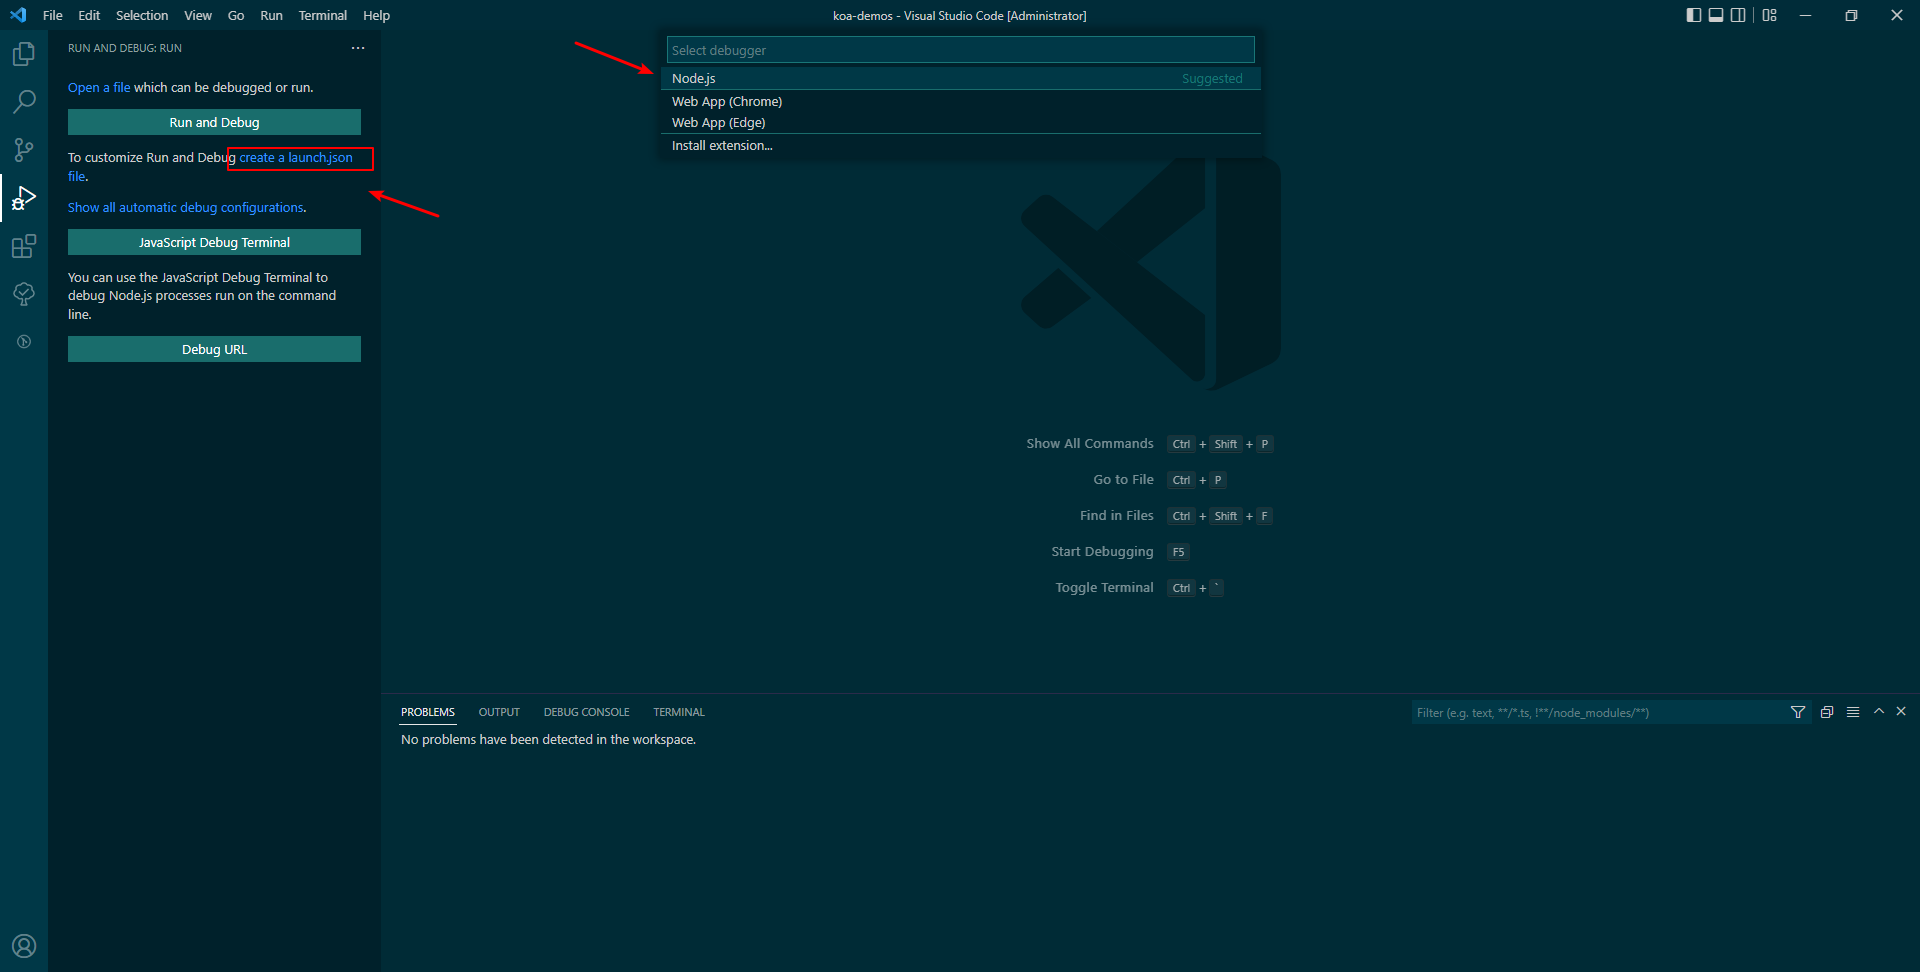 File Edit Selection View Go Run Terminal Help
koa-demos - Visual Studio Code [Administrator]
RUN AND DEBUG: RUN
Open a file which can be debugged or run.
Run and Debug
To customize Run and Debug create a launch.json
file.
Show all automatic debug configurations.
JavaScript Debug Terminal
You can use the JavaScript Debug Terminal to
debug Node.js processes run on the command
line.
Debug URL
Select debugger
Node.js Suggested
Web App (Chrome)
Web App (Edge)
Install extension...
Show All Commands Ctrl + Shift + P
Go to File Ctrl + P
Find in Files Ctrl + Shift + F
Start Debugging F5
Toggle Terminal Ctrl + `
PROBLEMS OUTPUT DEBUG CONSOLE TERMINAL
Filter (e.g. text, **/*.ts, !**/node_modules/**)
No problems have been detected in the workspace.